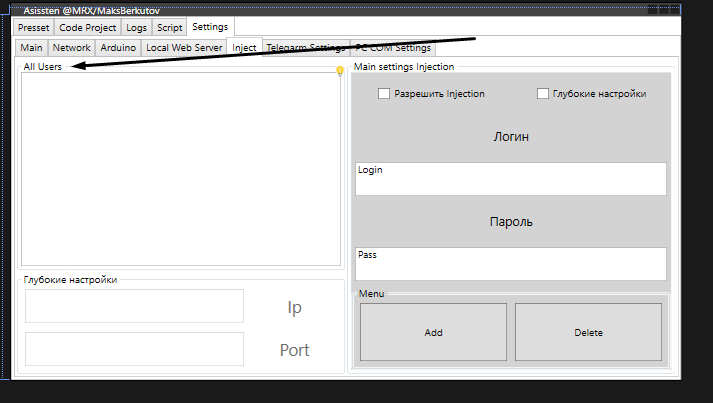 Asissten @MRX/MaksBerkutov
Presset Code Project Logs Script Settings
Main Network Arduino Local Web Server Inject Telegarm Settings PC COM Settings
All Users
Main settings Injection
Разрешить Injection Глубокие настройки
Логин
Login
Пароль
Pass
Глубокие настройки
Ip
Port
Menu
Add Delete